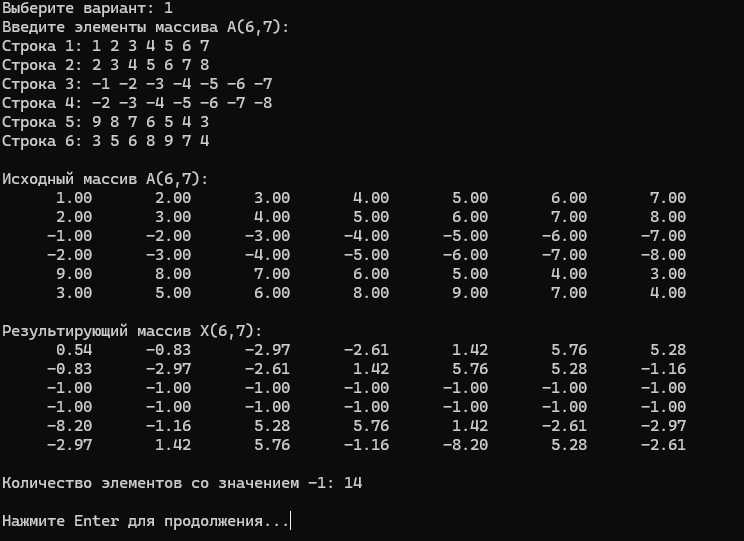 Выберите вариант: 1
Введите элементы массива A(6,7):
Строка 1: 1 2 3 4 5 6 7
Строка 2: 2 3 4 5 6 7 8
Строка 3: -1 -2 -3 -4 -5 -6 -7
Строка 4: -2 -3 -4 -5 -6 -7 -8
Строка 5: 9 8 7 6 5 4 3
Строка 6: 3 5 6 8 9 7 4
Исходный массив A(6,7):
1.00 2.00 3.00 4.00 5.00 6.00 7.00
2.00 3.00 4.00 5.00 6.00 7.00 8.00
-1.00 -2.00 -3.00 -4.00 -5.00 -6.00 -7.00
-2.00 -3.00 -4.00 -5.00 -6.00 -7.00 -8.00
9.00 8.00 7.00 6.00 5.00 4.00 3.00
3.00 5.00 6.00 8.00 9.00 7.00 4.00
Результирующий массив X(6,7):
0.54 -0.83 -2.97 -2.61 1.42 5.76 5.28
-0.83 -2.97 -2.61 1.42 5.76 5.28 -1.16
-1.00 -1.00 -1.00 -1.00 -1.00 -1.00 -1.00
-1.00 -1.00 -1.00 -1.00 -1.00 -1.00 -1.00
-8.20 -1.16 5.28 5.76 1.42 -2.61 -2.97
-2.97 1.42 5.76 -1.16 -8.20 5.28 -2.61
Количество элементов со значением -1: 14
Нажмите Enter для продолжения...